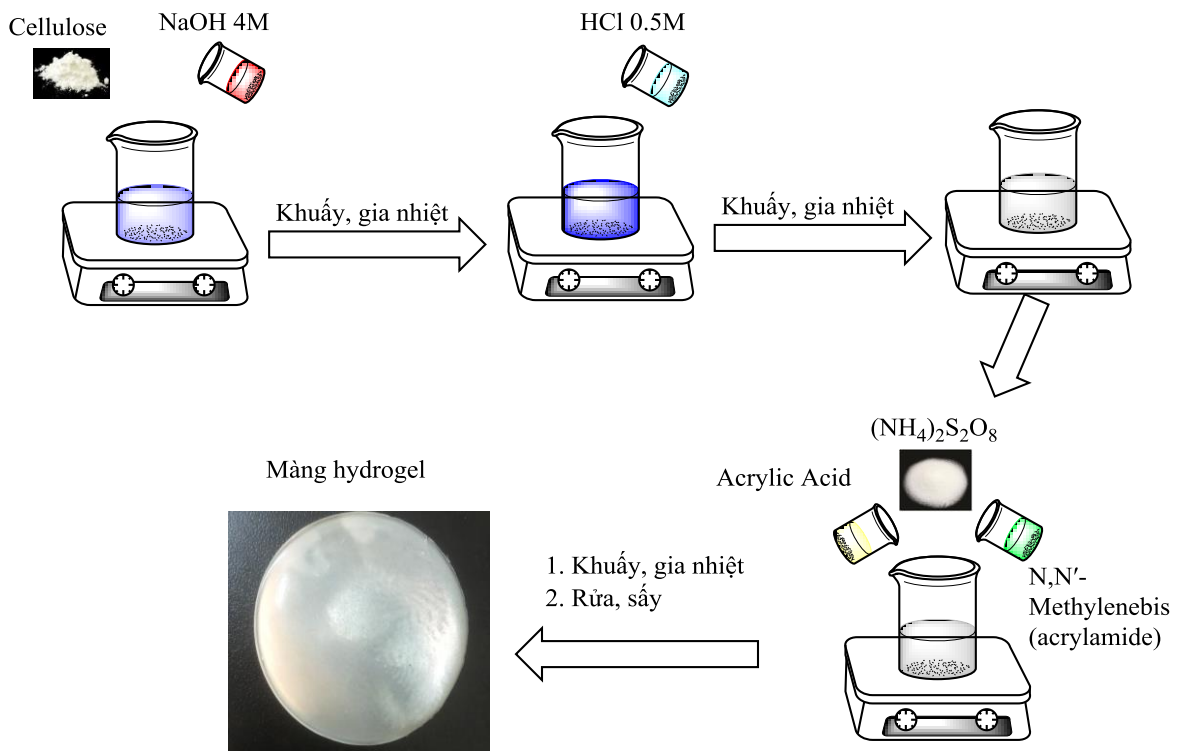 Cellulose
NaOH 4M
HCl 0.5M
Khuấy, gia nhiệt
Khuấy, gia nhiệt
(NH₄)₂S₂O₈
Acrylic Acid
N,N′-
Methylenebis
(acrylamide)
1. Khuấy, gia nhiệt
2. Rửa, sấy
Màng hydrogel